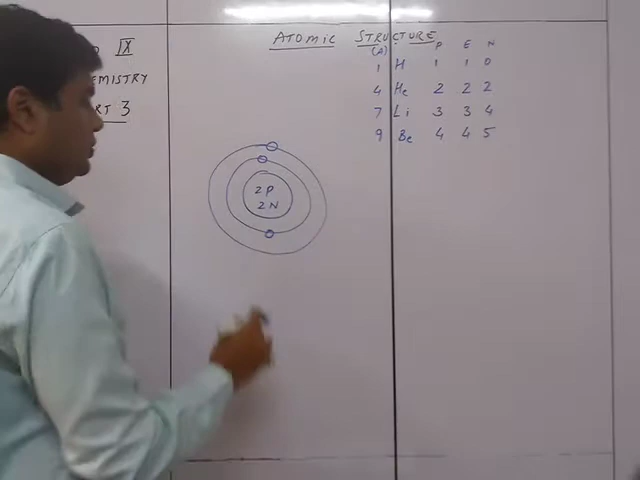 ATOMIC STRUCTURE
IX
EMISTRY
RT 3
(A) P E N
1 H 1 1 0
4 He 2 2 2
7 Li 3 3 4
9 Be 4 4 5
2P
2N